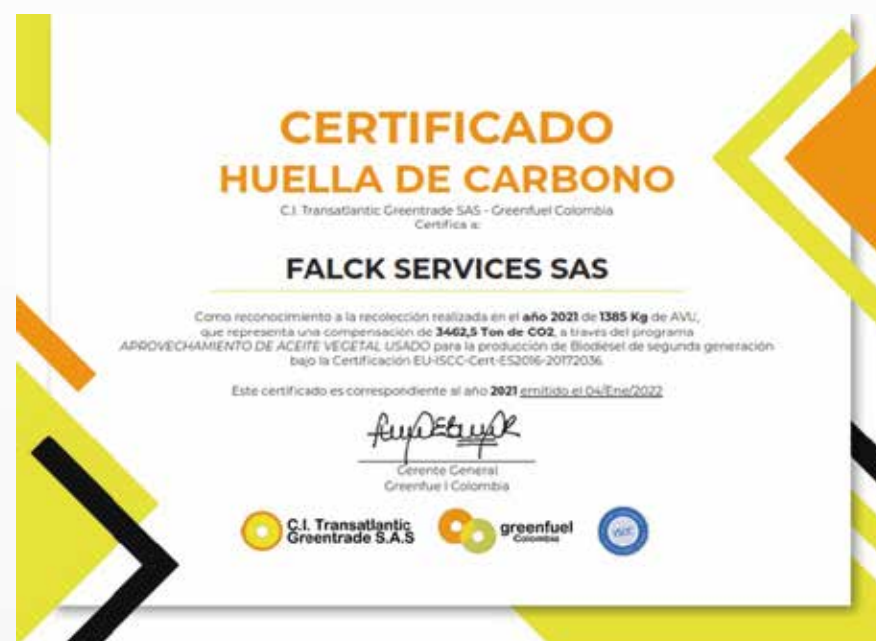 CERTIFICADO
HUELLA DE CARBONO
C.I. Transatlantic Greentrade SAS - Greenfuel Colombia
Certifica a:
FALCK SERVICES SAS
Como reconocimiento a la recolección realizada en el año 2021 de 1385 Kg de AVU,
que representa una compensación de 3462,5 Ton de CO2, a través del programa
APROVECHAMIENTO DE ACEITE VEGETAL USADO para la producción de Biodiesel de segunda generación
bajo la Certificación EU-ISCC-Cert-ES2016-20172036.
Este certificado es correspondiente al año 2021 emitido el 04/Ene/2022
Gerente General
Greenfue l Colombia
C.I. Transatlantic
Greentrade S.A.S
greenfuel
Colombia
ISCC